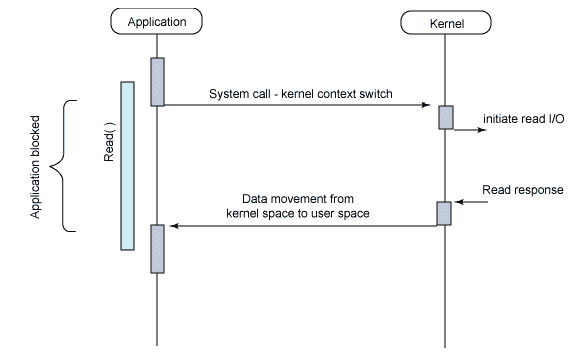 Application
Kernel
System call - kernel context switch
initiate read I/O
Read( )
Application blocked
Read response
Data movement from
kernel space to user space